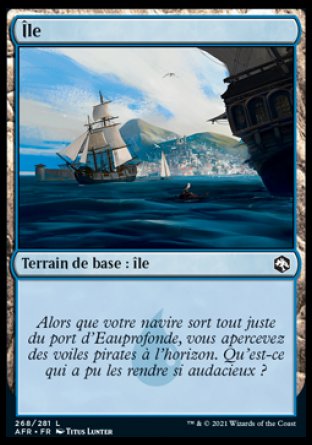 Île
Terrain de base : île
Alors que votre navire sort tout juste
du port d'Eauprofonde, vous apercevez
des voiles pirates à l'horizon. Qu'est-ce
qui a pu les rendre si audacieux ?
268/281 L
AFR • FR Titus Lunter
™ & © 2021 Wizards of the Coast